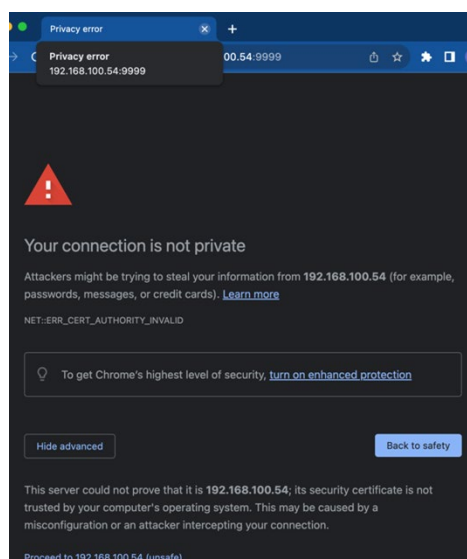 Privacy error
Privacy error
192.168.100.54:9999
00.54:9999
Your connection is not private
Attackers might be trying to steal your information from 192.168.100.54 (for example,
passwords, messages, or credit cards). Learn more
NET::ERR_CERT_AUTHORITY_INVALID
To get Chrome's highest level of security, turn on enhanced protection
Hide advanced
Back to safety
This server could not prove that it is 192.168.100.54; its security certificate is not
trusted by your computer's operating system. This may be caused by a
misconfiguration or an attacker intercepting your connection.
Proceed to 192.168.100.54 (unsafe)